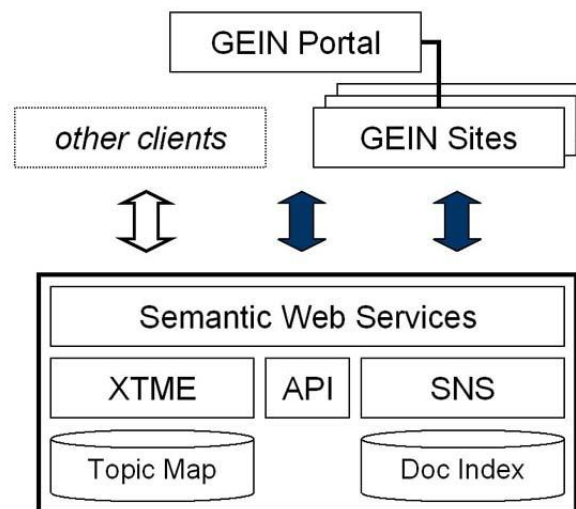 GEIN Portal
other clients
GEIN Sites
Semantic Web Services
XTME
API
SNS
Topic Map
Doc Index